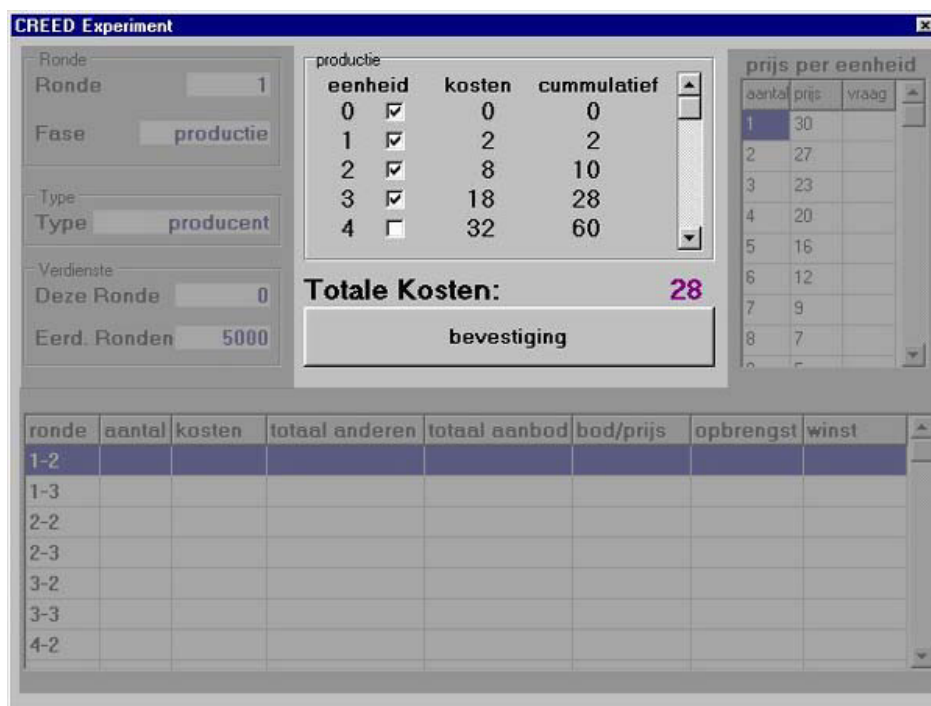 CREED Experiment
Ronde
Ronde 1
Fase productie
Type
Type producent
Verdienste
Deze Ronde 0
Eerd. Ronden 5000
productie
eenheid kosten cummulatief
0 0 0
1 2 2
2 8 10
3 18 28
4 32 60
Totale Kosten: 28
bevestiging
prijs per eenheid
aantal prijs vraag
1 30
2 27
3 23
4 20
5 16
6 12
7 9
8 7
ronde aantal kosten totaal anderen totaal aanbod bod/prijs opbrengst winst
1-2
1-3
2-2
2-3
3-2
3-3
4-2